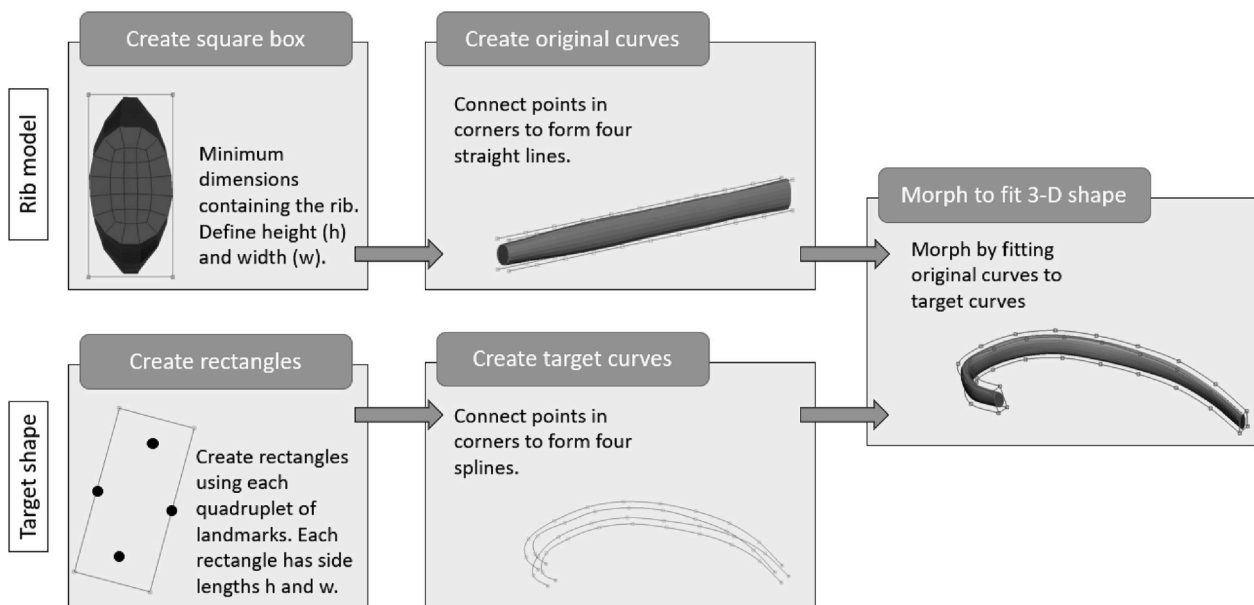 Rib model
Create square box
Minimum
dimensions
containing the rib.
Define height (h)
and width (w).
Create original curves
Connect points in
corners to form four
straight lines.
Morph to fit 3-D shape
Morph by fitting
original curves to
target curves
Target shape
Create rectangles
Create rectangles
using each
quadruplet of
landmarks. Each
rectangle has side
lengths h and w.
Create target curves
Connect points in
corners to form four
splines.